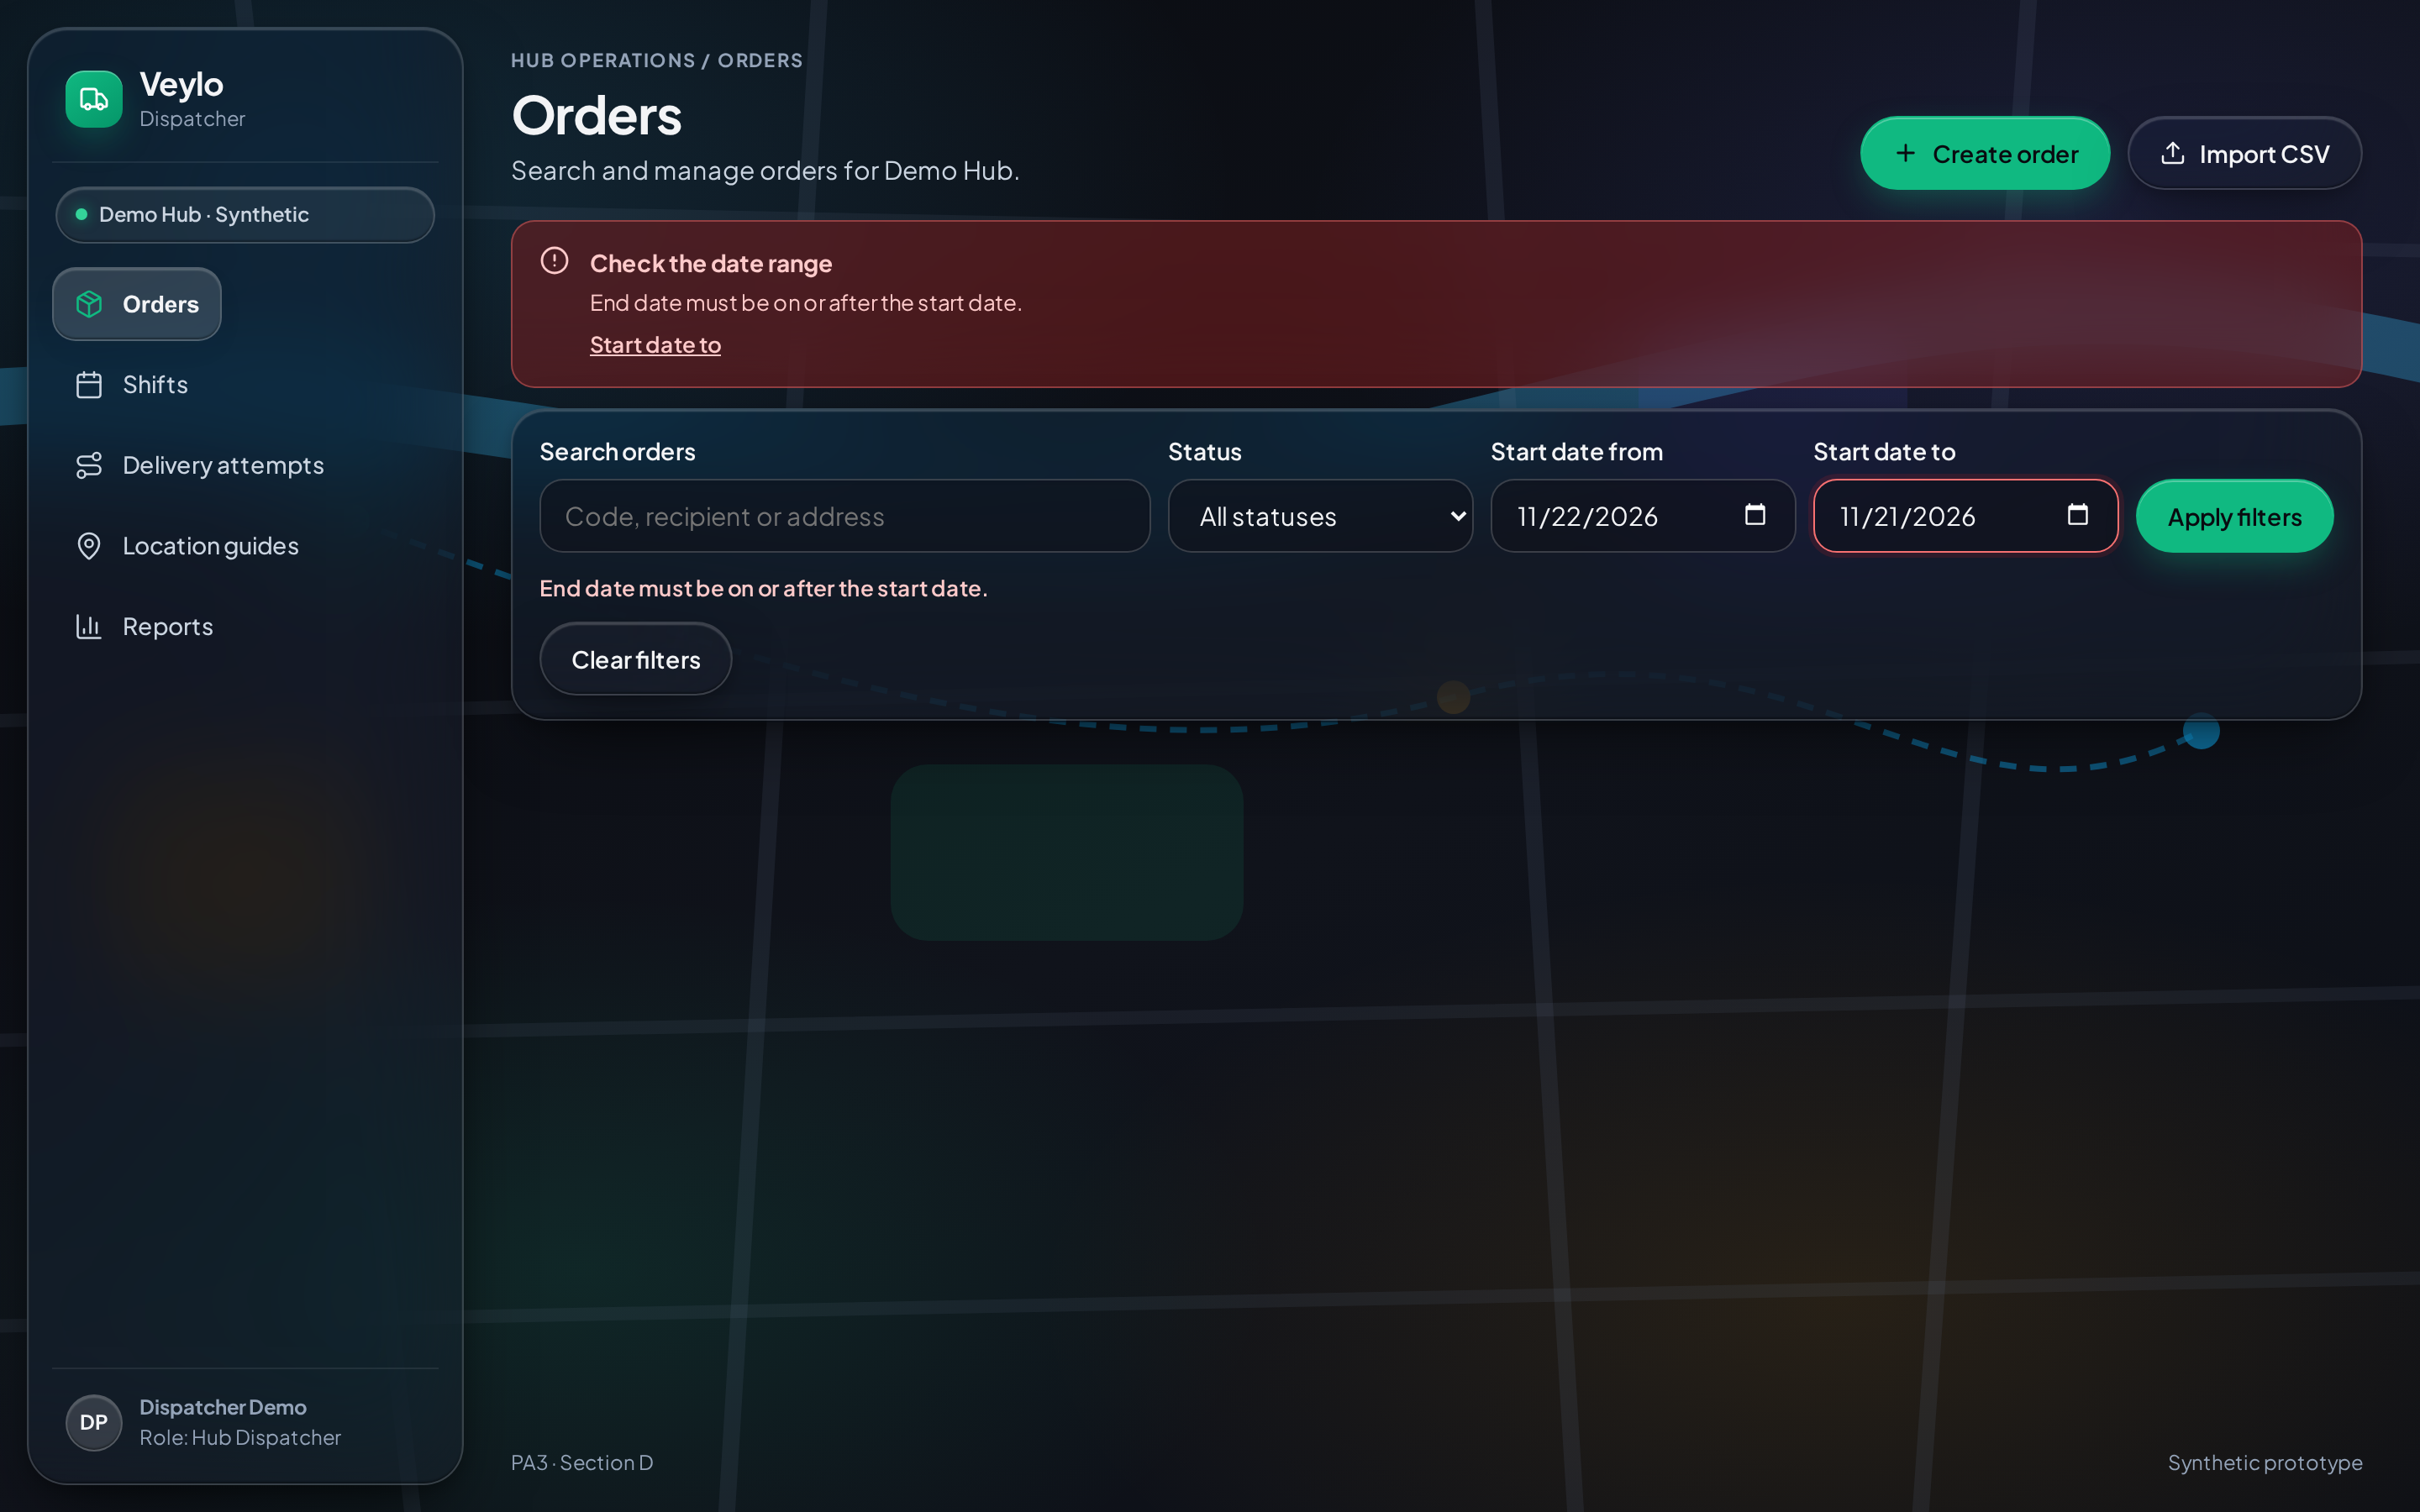 Veylo
Dispatcher
Demo Hub · Synthetic
Orders
Shifts
Delivery attempts
Location guides
Reports
DP
Dispatcher Demo
Role: Hub Dispatcher
HUB OPERATIONS / ORDERS
Orders
Search and manage orders for Demo Hub.
Create order
Import CSV
Check the date range
End date must be on or after the start date.
Start date to
Search orders
Status
Start date from
Start date to
Code, recipient or address
All statuses
11/22/2026
11/21/2026
Apply filters
End date must be on or after the start date.
Clear filters
PA3 · Section D
Synthetic prototype